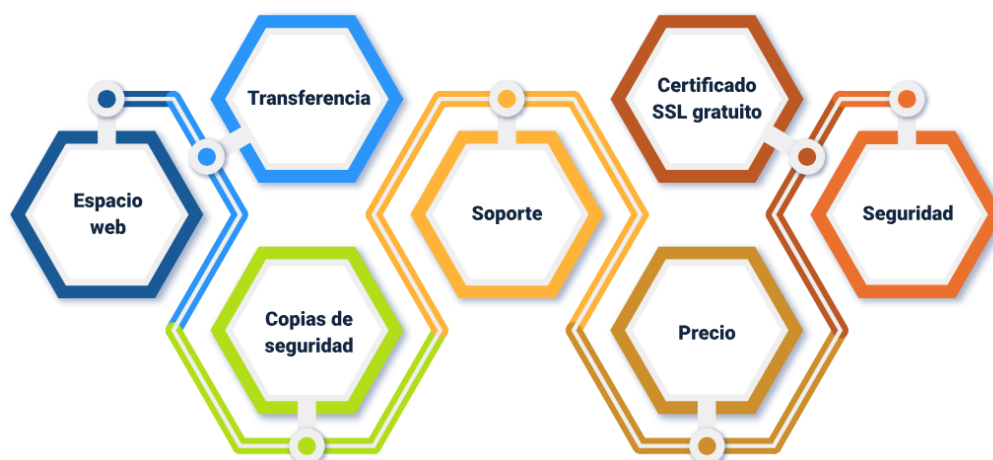 Espacio
web
Transferencia
Copias de
seguridad
Soporte
Precio
Certificado
SSL gratuito
Seguridad